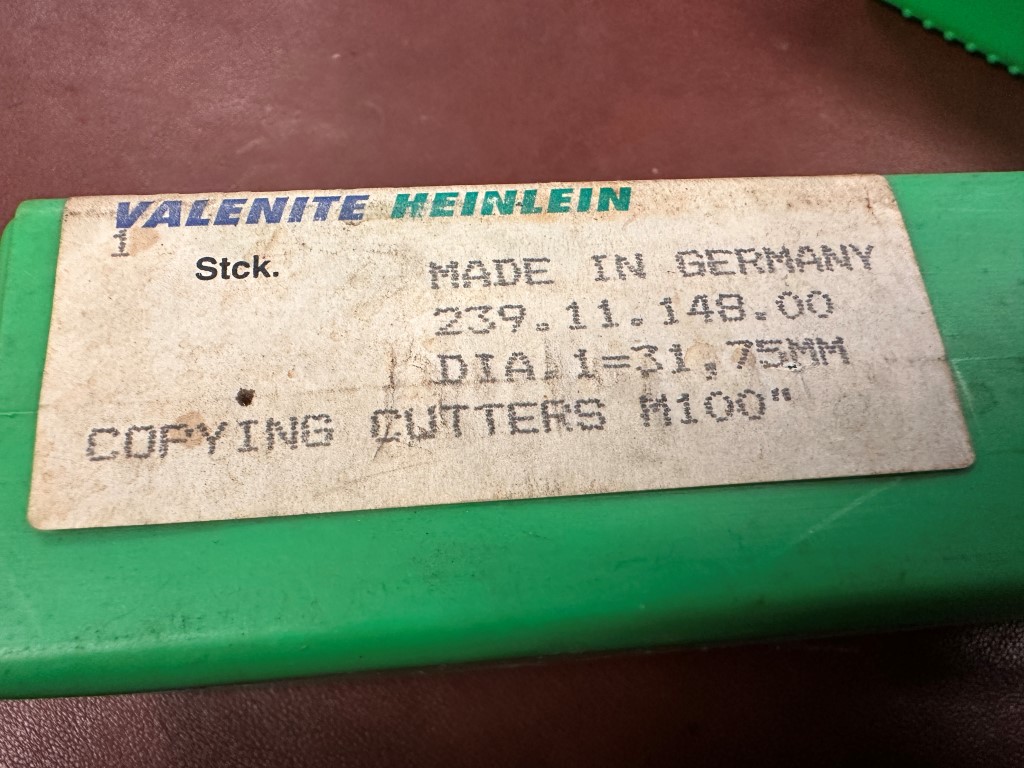 VALENITE HEINLEIN
1
Stck.
MADE IN GERMANY
239.11.148.00
DIA.1=31,75MM
COPYING CUTTERS M100"